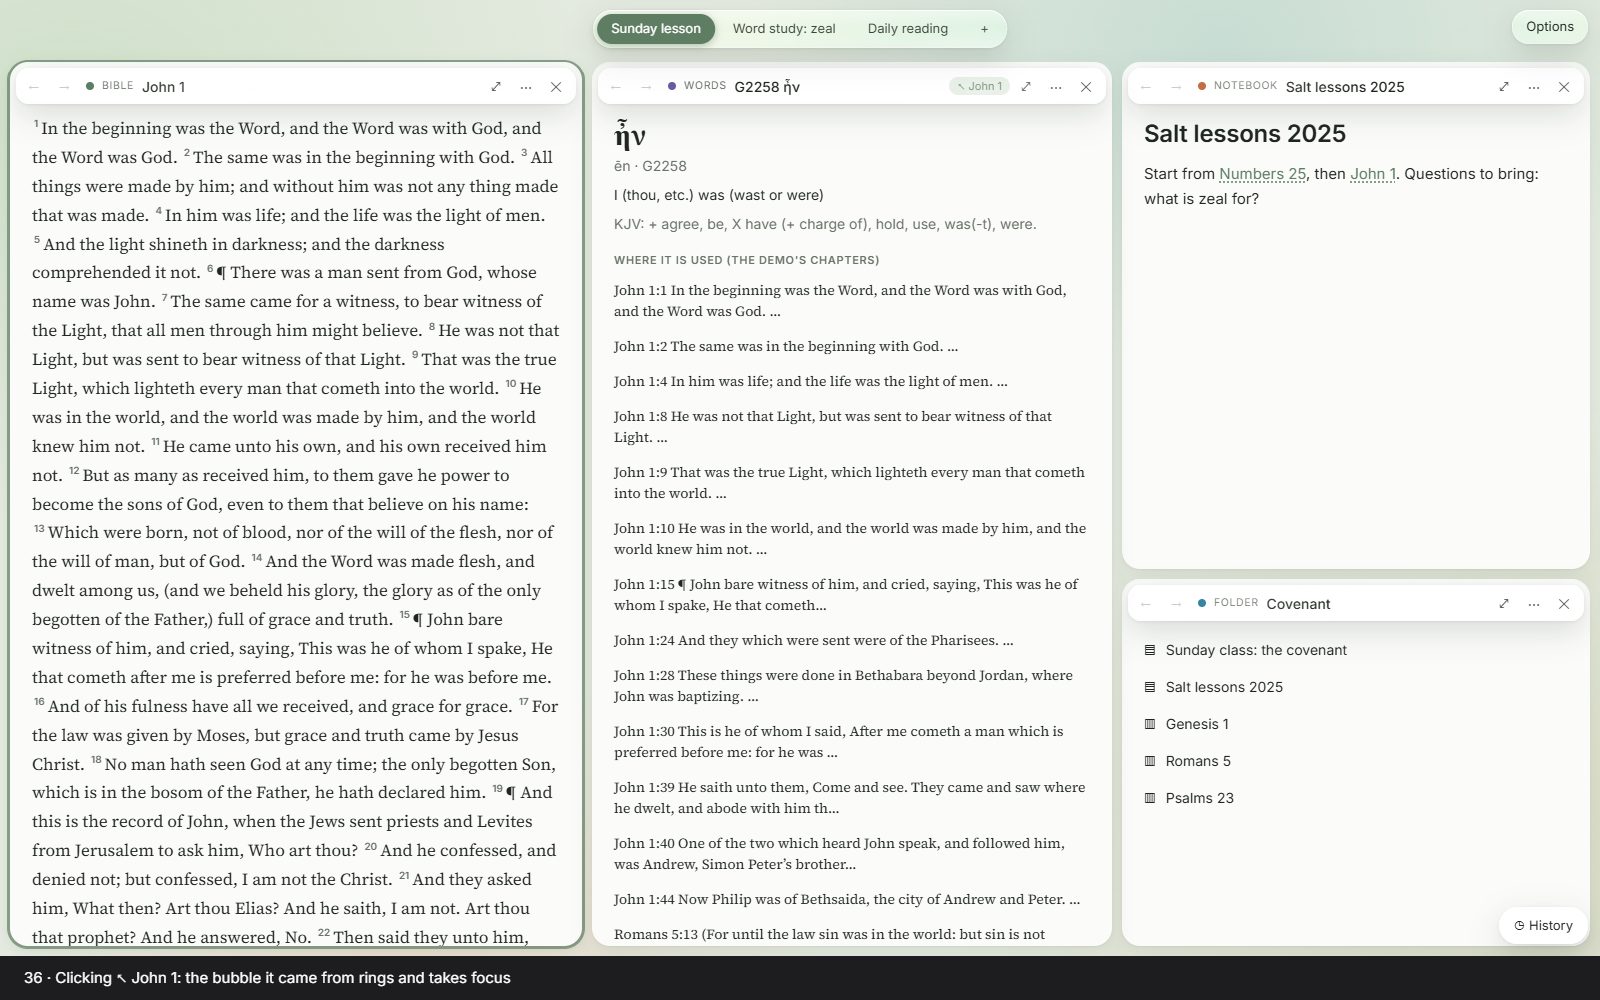 Sunday lesson Word study: zeal Daily reading +
Options
← → BIBLE John 1
1 In the beginning was the Word, and the Word was with God, and
the Word was God. 2 The same was in the beginning with God. 3 All
things were made by him; and without him was not any thing made
that was made. 4 In him was life; and the life was the light of men.
5 And the light shineth in darkness; and the darkness
comprehended it not. 6 ¶ There was a man sent from God, whose
name was John. 7 The same came for a witness, to bear witness of
the Light, that all men through him might believe. 8 He was not that
Light, but was sent to bear witness of that Light. 9 That was the true
Light, which lighteth every man that cometh into the world. 10 He
was in the world, and the world was made by him, and the world
knew him not. 11 He came unto his own, and his own received him
not. 12 But as many as received him, to them gave he power to
become the sons of God, even to them that believe on his name:
13 Which were born, not of blood, nor of the will of the flesh, nor of
the will of man, but of God. 14 And the Word was made flesh, and
dwelt among us, (and we beheld his glory, the glory as of the only
begotten of the Father,) full of grace and truth. 15 ¶ John bare
witness of him, and cried, saying, This was he of whom I spake, He
that cometh after me is preferred before me: for he was before me.
16 And of his fulness have all we received, and grace for grace. 17 For
the law was given by Moses, but grace and truth came by Jesus
Christ. 18 No man hath seen God at any time; the only begotten Son,
which is in the bosom of the Father, he hath declared him. 19 ¶ And
this is the record of John, when the Jews sent priests and Levites
from Jerusalem to ask him, Who art thou? 20 And he confessed, and
denied not; but confessed, I am not the Christ. 21 And they asked
him, What then? Art thou Elias? And he saith, I am not. Art thou
that prophet? And he answered, No. 22 Then said they unto him,
← → WORDS G2258 ἦν ↖ John 1
ἦν
ēn · G2258
I (thou, etc.) was (wast or were)
KJV: + agree, be, X have (+ charge of), hold, use, was(-t), were.
WHERE IT IS USED (THE DEMO'S CHAPTERS)
John 1:1 In the beginning was the Word, and the Word was with God,
and the Word was God. ...
John 1:2 The same was in the beginning with God. ...
John 1:4 In him was life; and the life was the light of men. ...
John 1:8 He was not that Light, but was sent to bear witness of that
Light. ...
John 1:9 That was the true Light, which lighteth every man that cometh
into the world. ...
John 1:10 He was in the world, and the world was made by him, and the
world knew him not. ...
John 1:15 ¶ John bare witness of him, and cried, saying, This was he of
whom I spake, He that cometh...
John 1:24 And they which were sent were of the Pharisees. ...
John 1:28 These things were done in Bethabara beyond Jordan, where
John was baptizing. ...
John 1:30 This is he of whom I said, After me cometh a man which is
preferred before me: for he was ...
John 1:39 He saith unto them, Come and see. They came and saw where
he dwelt, and abode with him th...
John 1:40 One of the two which heard John speak, and followed him,
was Andrew, Simon Peter's brother...
John 1:44 Now Philip was of Bethsaida, the city of Andrew and Peter. ...
Romans 5:13 (For until the law sin was in the world: but sin is not
← → NOTEBOOK Salt lessons 2025
Salt lessons 2025
Start from Numbers 25, then John 1. Questions to bring:
what is zeal for?
← → FOLDER Covenant
Sunday class: the covenant
Salt lessons 2025
Genesis 1
Romans 5
Psalms 23
History
36 · Clicking ↖ John 1: the bubble it came from rings and takes focus